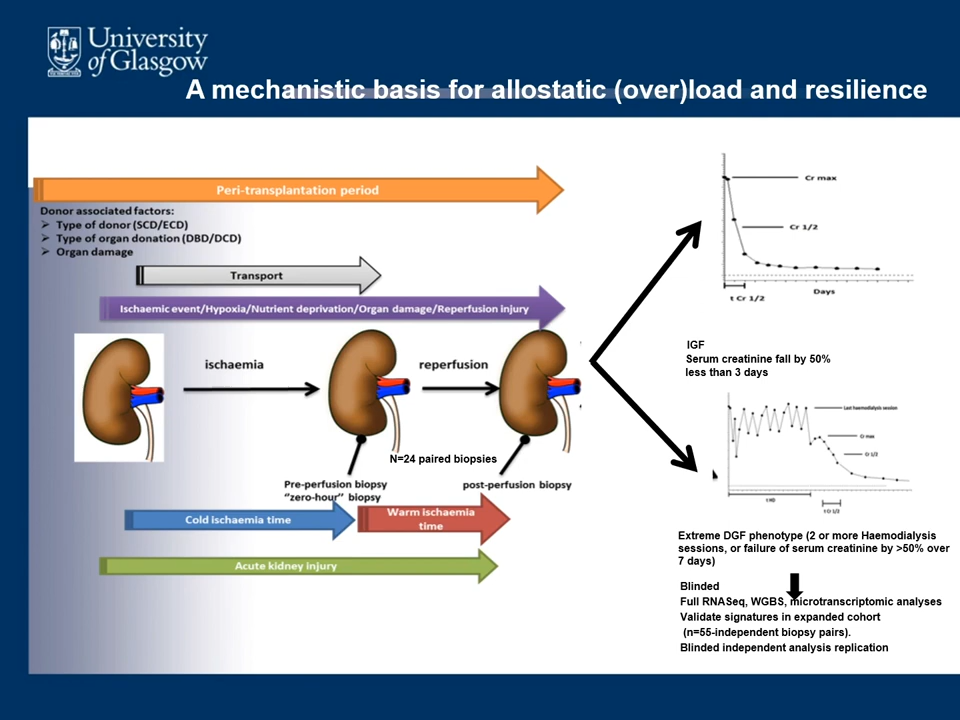 University
of Glasgow
A mechanistic basis for allostatic (over)load and resilience
Peri-transplantation period
Donor associated factors:
➢ Type of donor (SCD/ECD)
➢ Type of organ donation (DBD/DCD)
➢ Organ damage
Transport
Ischaemic event/Hypoxia/Nutrient deprivation/Organ damage/Reperfusion injury
ischaemia
reperfusion
N=24 paired biopsies
Pre-perfusion biopsy
“zero-hour” biopsy
post-perfusion biopsy
Cold ischaemia time
Warm ischaemia
time
Acute kidney injury
Cr max
Cr 1/2
t Cr 1/2
Days
IGF
Serum creatinine fall by 50%
less than 3 days
Last haemodialysis session
Cr max
Cr 1/2
t HD
t Cr 1/2
Extreme DGF phenotype (2 or more Haemodialysis
sessions, or failure of serum creatinine by >50% over
7 days)
Blinded
Full RNASeq, WGBS, microtranscriptomic analyses
Validate signatures in expanded cohort
(n=55-independent biopsy pairs).
Blinded independent analysis replication